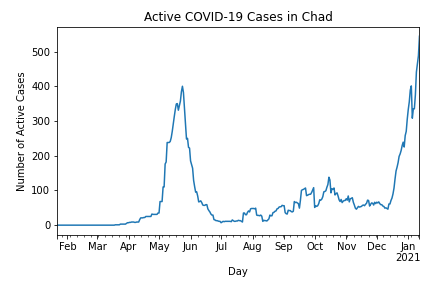 Active COVID-19 Cases in Chad
Number of Active Cases
500
400
300
200
100
0
Feb Mar Apr May Jun Jul Aug Sep Oct Nov Dec Jan
2021
Day